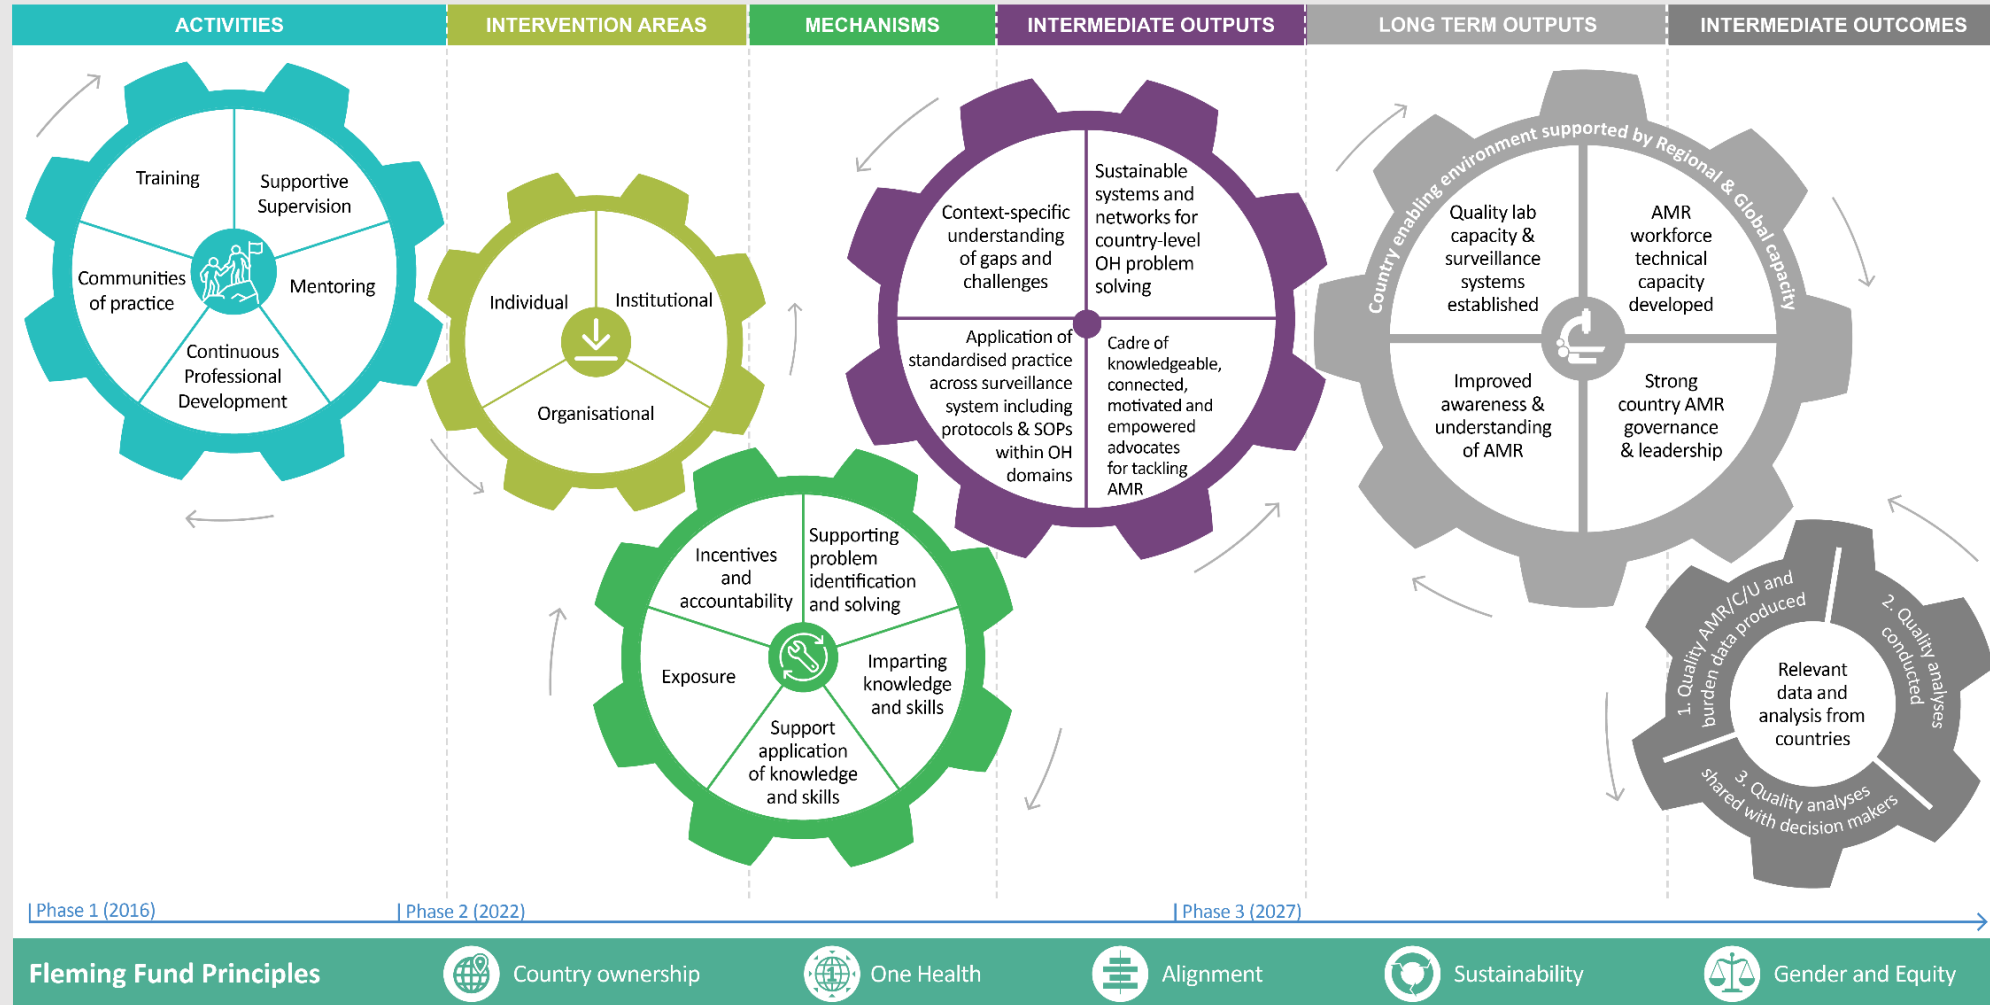 ACTIVITIES
INTERVENTION AREAS
MECHANISMS
INTERMEDIATE OUTPUTS
LONG TERM OUTPUTS
INTERMEDIATE OUTCOMES
Training
Supportive
Supervision
Mentoring
Continuous
Professional
Development
Communities
of practice
Individual
Institutional
Organisational
Incentives
and
accountability
Supporting
problem
identification
and solving
Imparting
knowledge
and skills
Support
application
of knowledge
and skills
Exposure
Context-specific
understanding
of gaps and
challenges
Sustainable
systems and
networks for
country-level
OH problem
solving
Application of
standardised practice
across surveillance
system including
protocols & SOPs
within OH
domains
Cadre of
knowledgeable,
connected,
motivated and
empowered
advocates
for tackling
AMR
Country enabling environment supported by Regional & Global capacity
Quality lab
capacity &
surveillance
systems
established
AMR
workforce
technical
capacity
developed
Improved
awareness &
understanding
of AMR
Strong
country AMR
governance
& leadership
1. Quality AMR/C/U and
burden data produced
2. Quality analyses
conducted
3. Quality analyses
shared with decision makers
Relevant
data and
analysis from
countries
Phase 1 (2016)
Phase 2 (2022)
Phase 3 (2027)
Fleming Fund Principles
Country ownership
1
One Health
Alignment
Sustainability
Gender and Equity